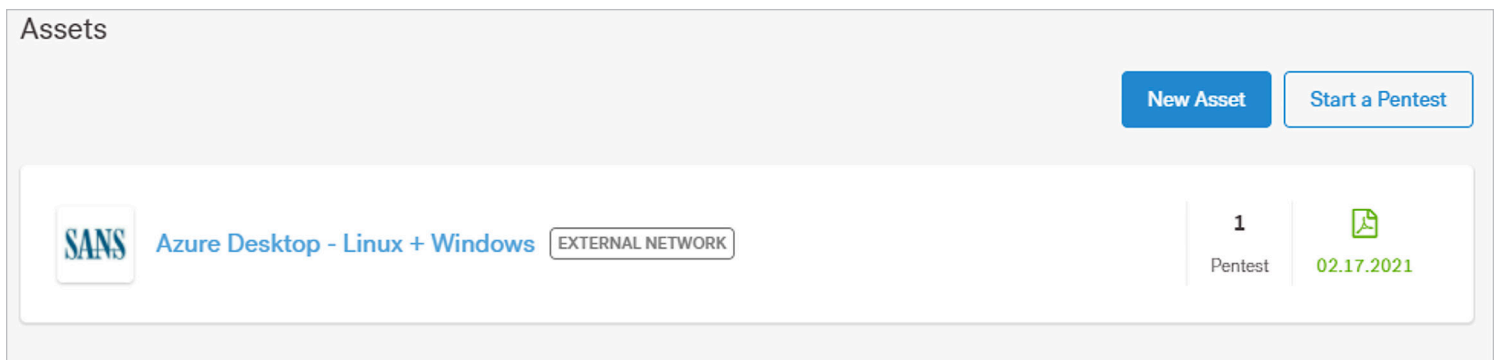 Assets
New Asset
Start a Pentest
SANS
Azure Desktop - Linux + Windows
EXTERNAL NETWORK
1
Pentest
02.17.2021